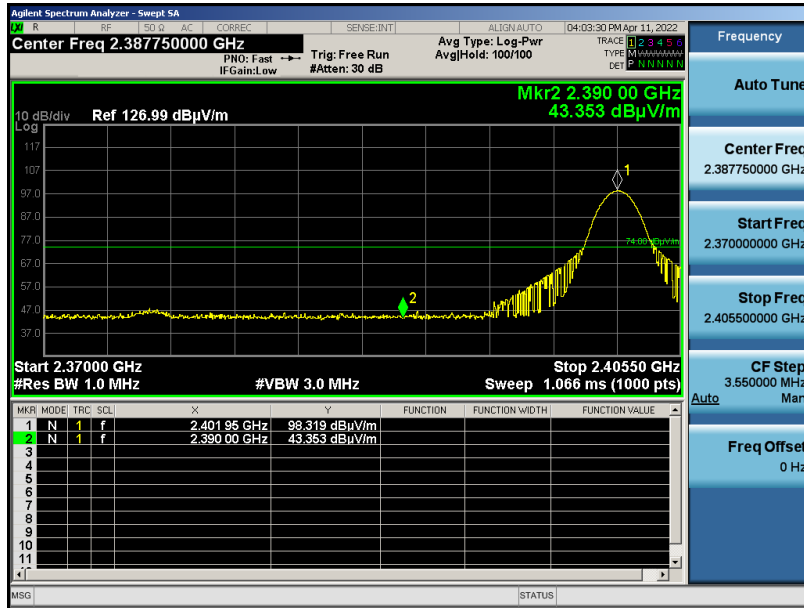 Agilent Spectrum Analyzer - Swept SA
LXI R RF 50 Ω AC CORREC SENSE:INT ALIGN AUTO 04:03:30 PM Apr 11, 2022
Center Freq 2.387750000 GHz
PNO: Fast
IFGain:Low
Trig: Free Run
#Atten: 30 dB
Avg Type: Log-Pwr
Avg|Hold: 100/100
TRACE 1 2 3 4 5 6
TYPE M
DET P N N N N N
Mkr2 2.390 00 GHz
43.353 dBµV/m
10 dB/div Ref 126.99 dBµV/m
Log
117
107
97.0
87.0
77.0
67.0
57.0
47.0
37.0
1
74.00 dBµV/m
2
Start 2.37000 GHz Stop 2.40550 GHz
#Res BW 1.0 MHz #VBW 3.0 MHz Sweep 1.066 ms (1000 pts)
MKR MODE TRC SCL X Y FUNCTION FUNCTION WIDTH FUNCTION VALUE
1 N 1 f 2.401 95 GHz 98.319 dBµV/m
2 N 1 f 2.390 00 GHz 43.353 dBµV/m
3
4
5
6
7
8
9
10
11
MSG STATUS
Frequency
Auto Tune
Center Freq
2.387750000 GHz
Start Freq
2.370000000 GHz
Stop Freq
2.405500000 GHz
CF Step
3.550000 MHz
Auto Man
Freq Offset
0 Hz